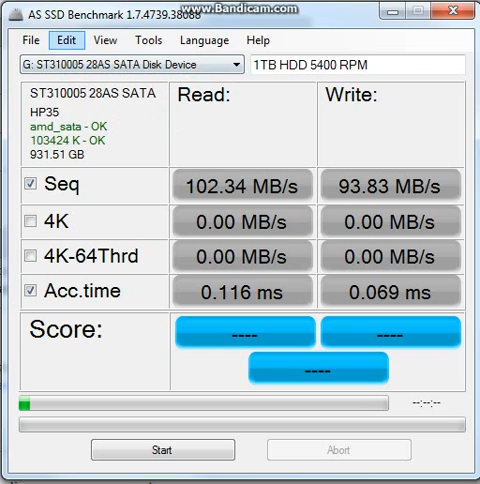 www.Bandicam.com
AS SSD Benchmark 1.7.4739.38088
File Edit View Tools Language Help
G: ST310005 28AS SATA Disk Device 1TB HDD 5400 RPM
ST310005 28AS SATA Read: Write:
HP35
amd_sata - OK
103424 K - OK
931.51 GB
Seq 102.34 MB/s 93.83 MB/s
4K 0.00 MB/s 0.00 MB/s
4K-64Thrd 0.00 MB/s 0.00 MB/s
Acc.time 0.116 ms 0.069 ms
Score: ---- ----
----
--:--:--
Start Abort